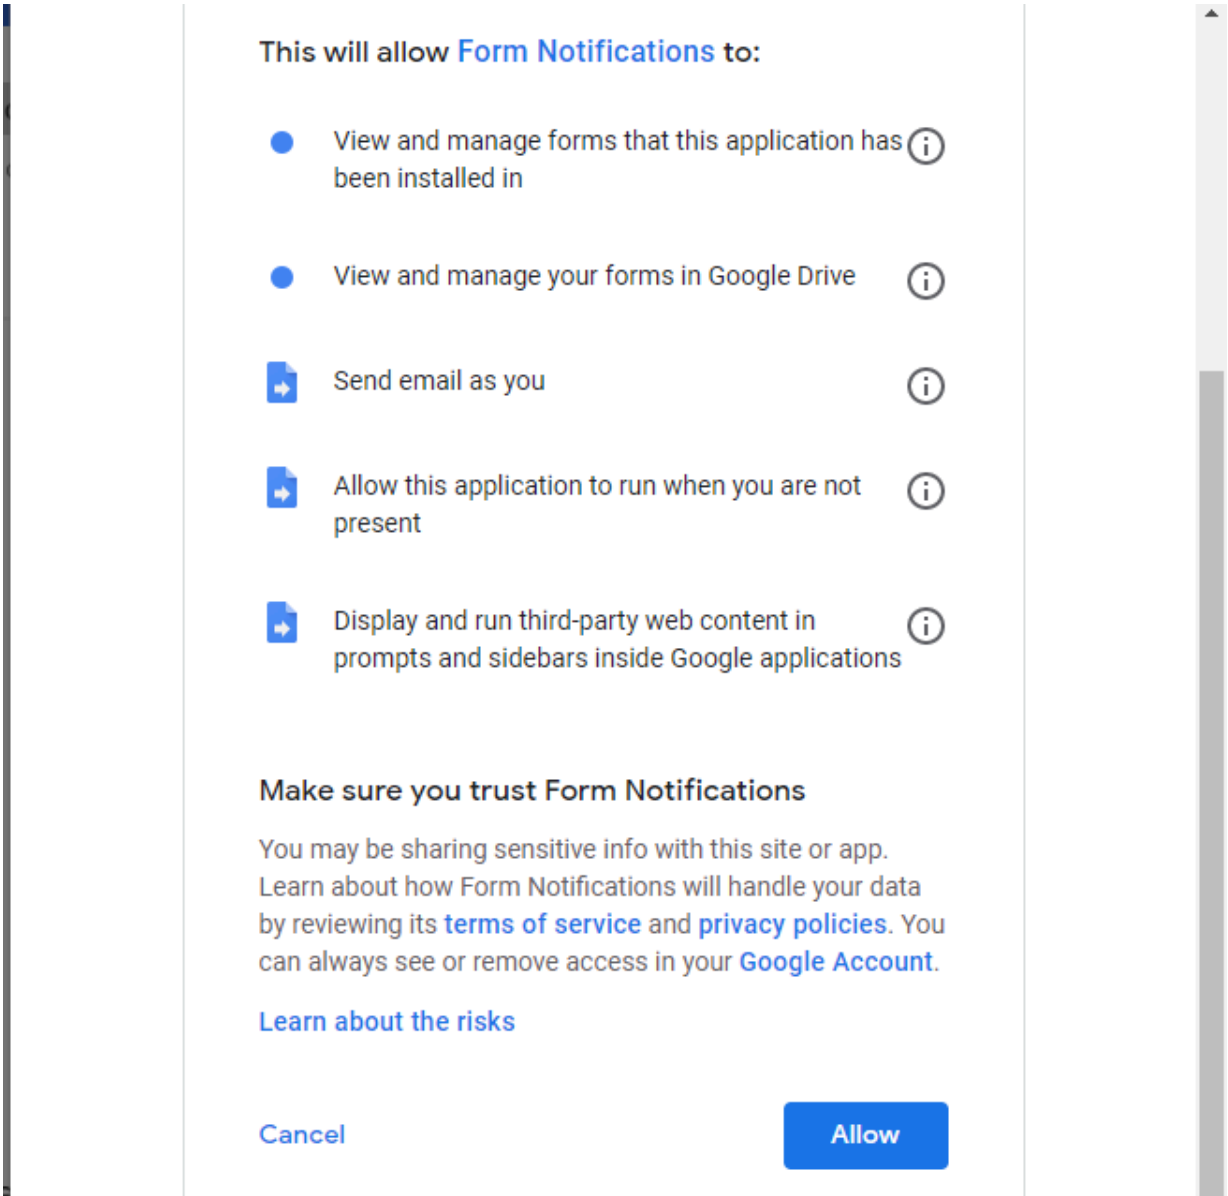 This will allow Form Notifications to:
View and manage forms that this application has
been installed in
View and manage your forms in Google Drive
Send email as you
Allow this application to run when you are not
present
Display and run third-party web content in
prompts and sidebars inside Google applications
Make sure you trust Form Notifications
You may be sharing sensitive info with this site or app.
Learn about how Form Notifications will handle your data
by reviewing its terms of service and privacy policies. You
can always see or remove access in your Google Account.
Learn about the risks
Cancel
Allow